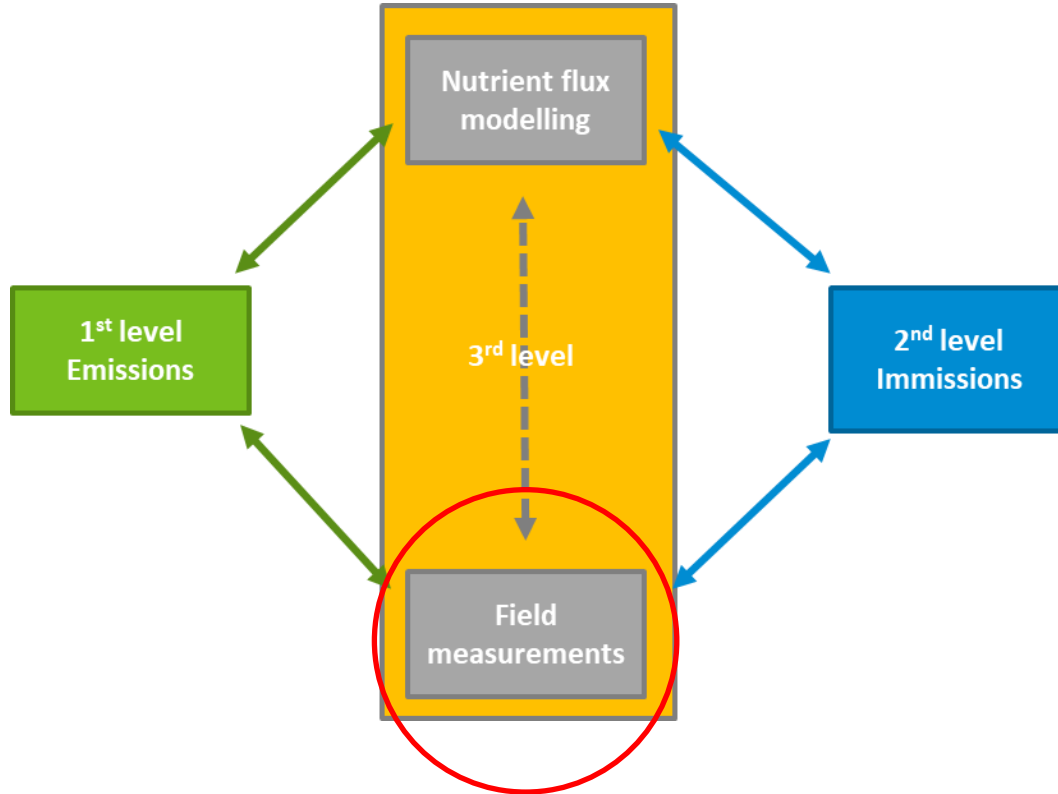 Nutrient flux
modelling
1st level
Emissions
3rd level
2nd level
Immissions
Field
measurements